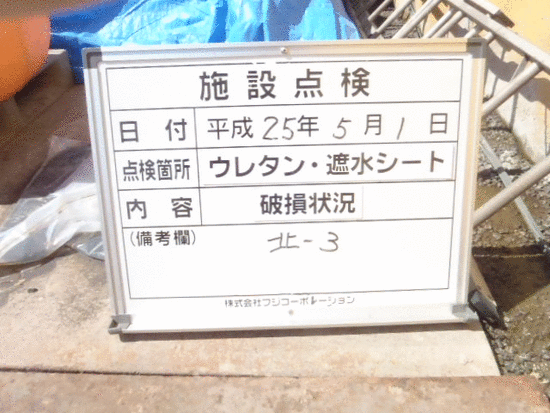 施設点検
日付 平成25年5月1日
点検箇所 ウレタン・遮水シート
内容 破損状況
(備考欄) 北-3
株式会社フジコーポレーション